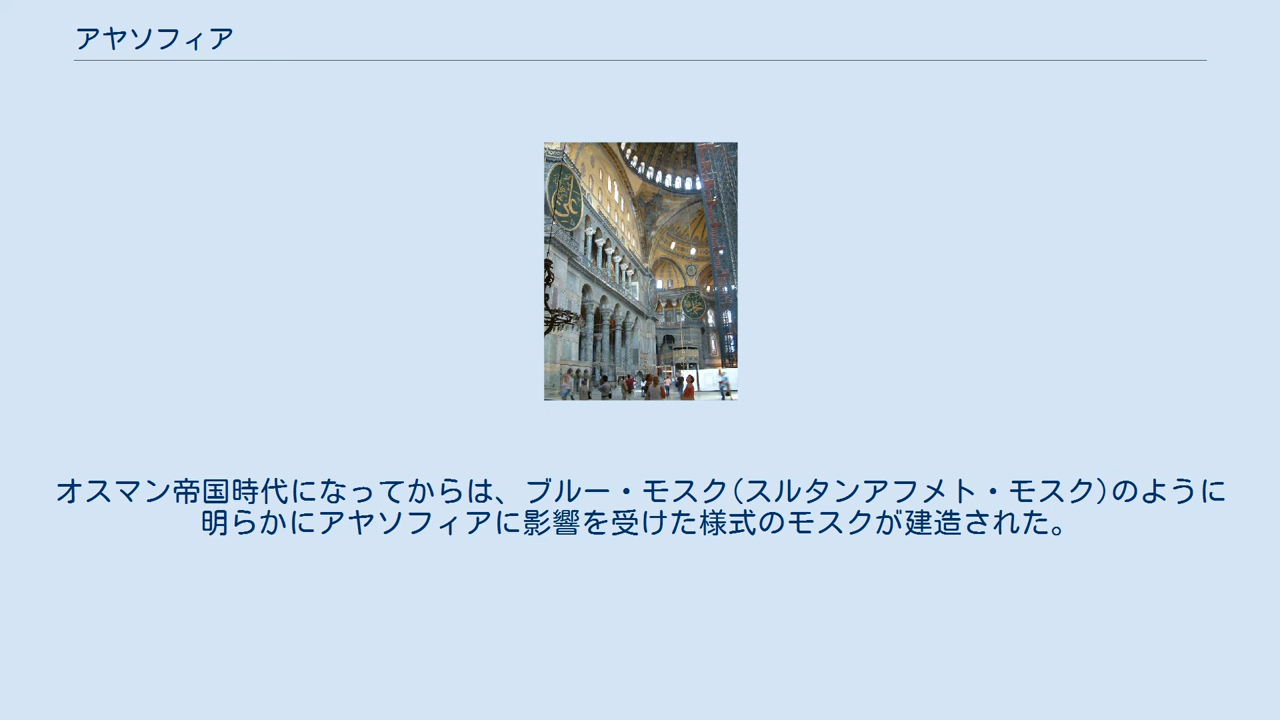 アヤソフィア
オスマン帝国時代になってからは、ブルー・モスク(スルタンアフメト・モスク)のように
明らかにアヤソフィアに影響を受けた様式のモスクが建造された。